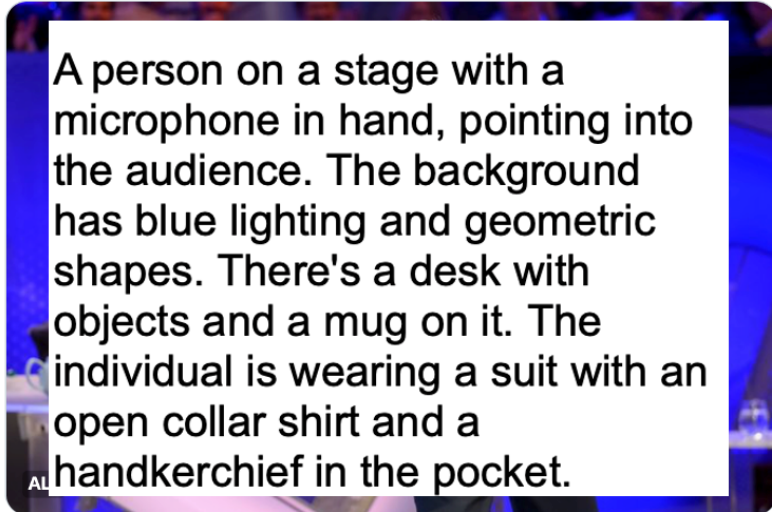 A person on a stage with a
microphone in hand, pointing into
the audience. The background
has blue lighting and geometric
shapes. There's a desk with
objects and a mug on it. The
individual is wearing a suit with an
open collar shirt and a
handkerchief in the pocket.